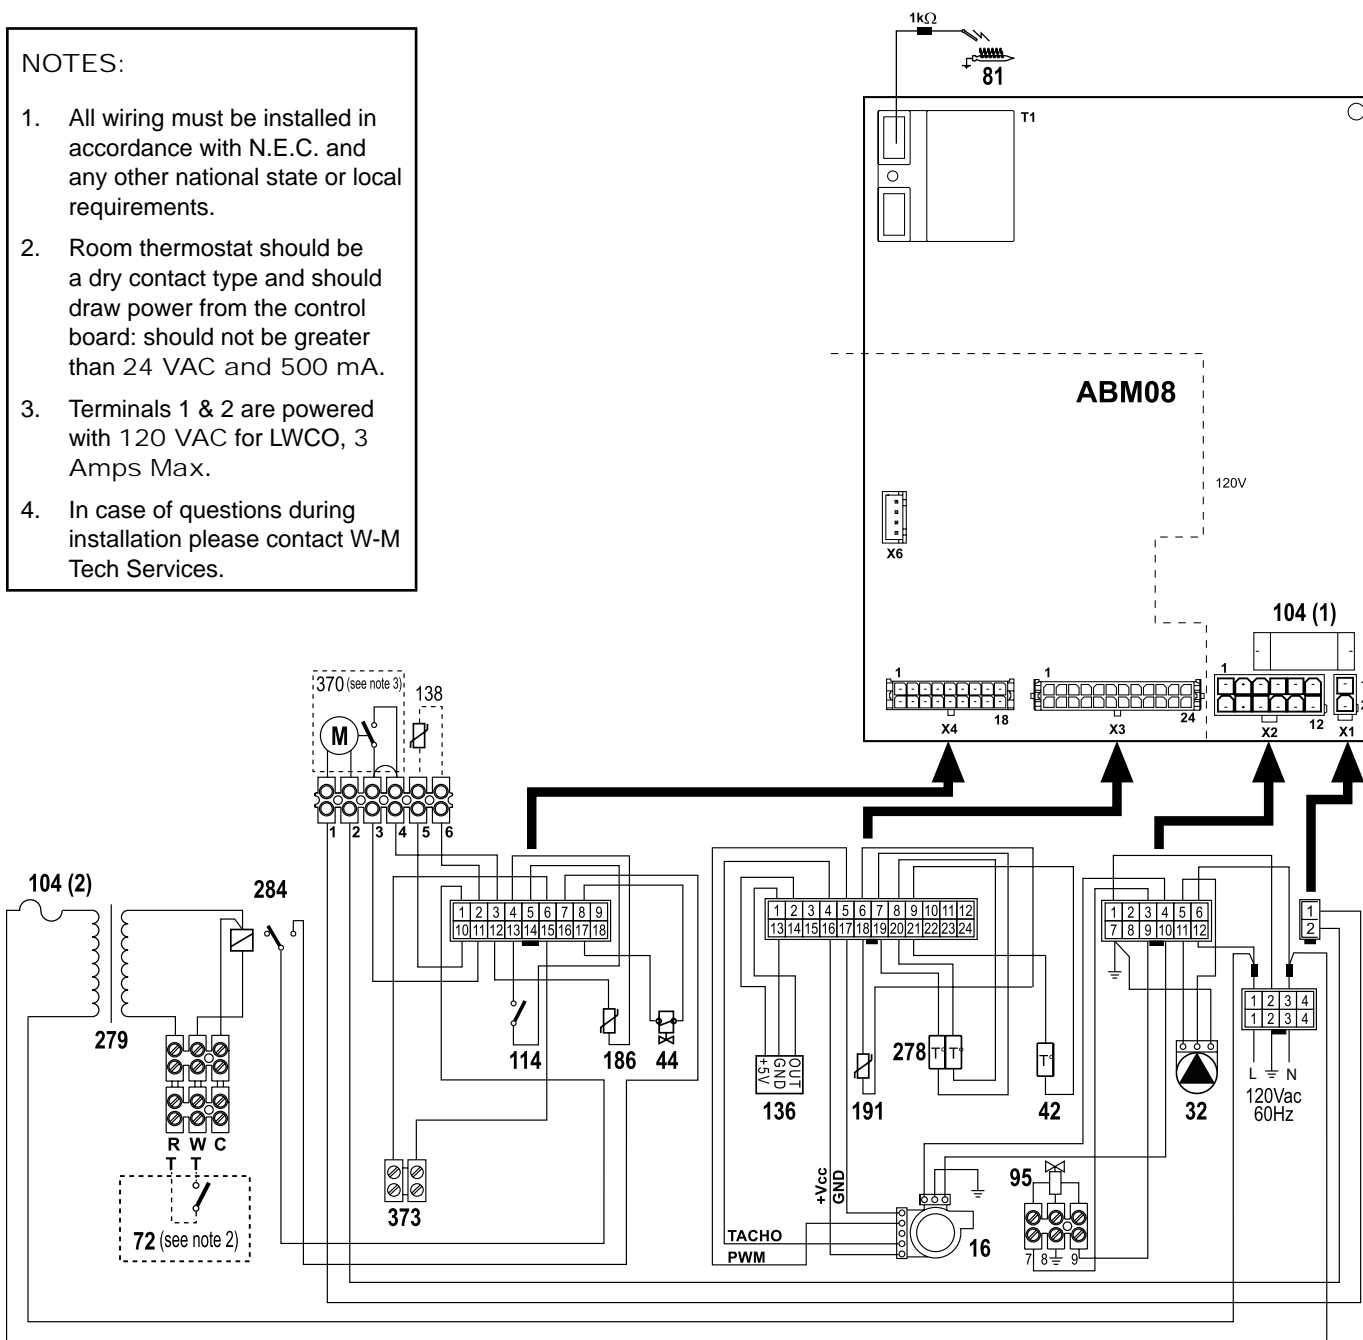 NOTES:
1. All wiring must be installed in
accordance with N.E.C. and
any other national state or local
requirements.
2. Room thermostat should be
a dry contact type and should
draw power from the control
board: should not be greater
than 24 VAC and 500 mA.
3. Terminals 1 & 2 are powered
with 120 VAC for LWCO, 3
Amps Max.
4. In case of questions during
installation please contact W-M
Tech Services.
1kΩ
81
T1
ABM08
120V
X6
104 (1)
1 1 1 1
18 24 12 2
X4 X3 X2 X1
370 (see note 3) 138
M
1 2 3 4 5 6
104 (2) 284
1 2 3 4 5 6 7 8 9
10 11 12 13 14 15 16 17 18
1 2 3 4 5 6 7 8 9 10 11 12
13 14 15 16 17 18 19 20 21 22 23 24
1 2 3 4 5 6
7 8 9 10 11 12
1
2
1 2 3 4
1 2 3 4
279
114 186 44
+5V GND OUT
136 191
278 T° T°
T°
42
32
L N
120Vac
60Hz
R W C
T T
72 (see note 2)
373
+Vcc
GND
TACHO
PWM
16
95
7 8 9